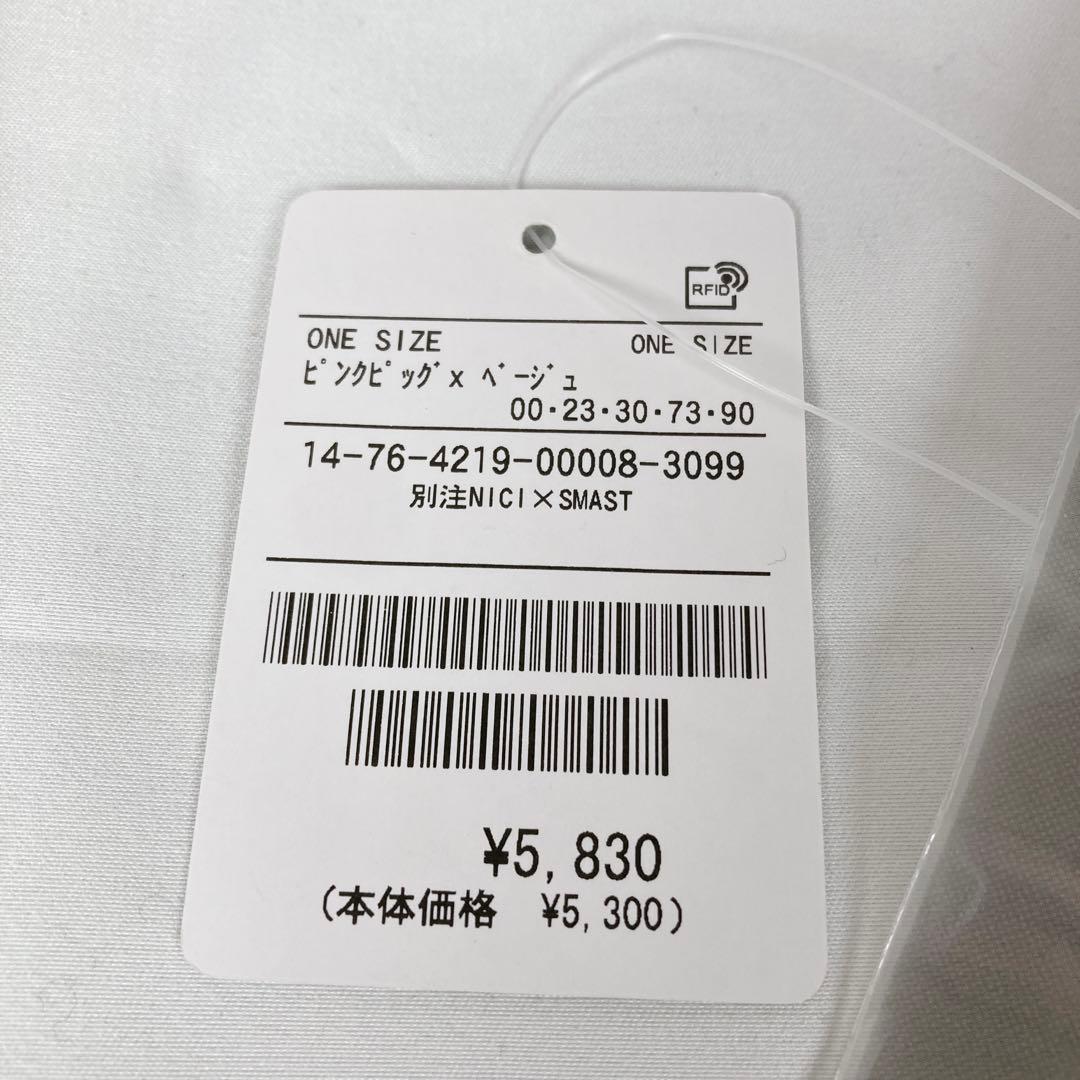 RFID
ONE SIZE ONE SIZE
ﾋﾟﾝｸﾋﾟｯｸﾞx ﾍﾞｰｼﾞｭ
00・23・30・73・90
14-76-4219-00008-3099
別注NICI×SMAST
¥5,830
(本体価格 ¥5,300)